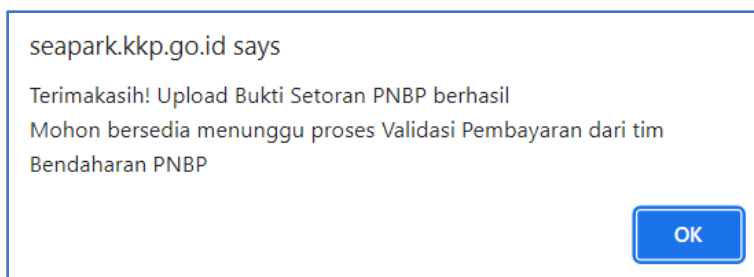 seapark.kkp.go.id says
Terimakasih! Upload Bukti Setoran PNBP berhasil
Mohon bersedia menunggu proses Validasi Pembayaran dari tim
Bendaharan PNBP
OK